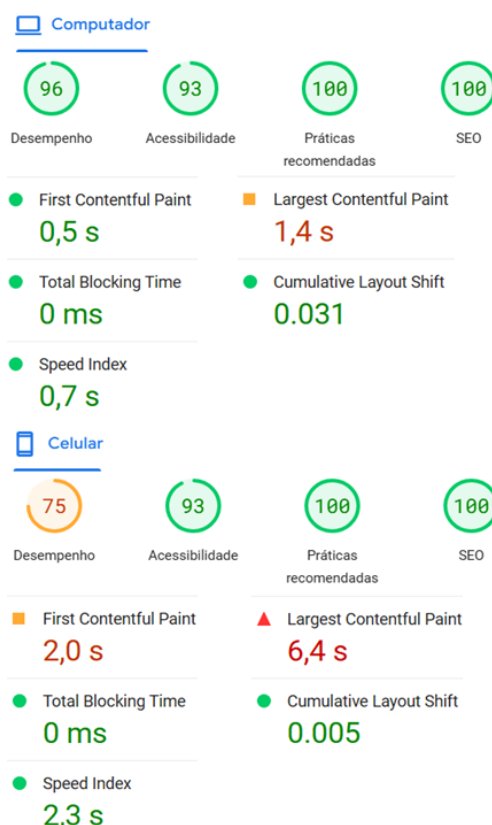 Computador
96 93 100 100
Desempenho Acessibilidade Práticas SEO
recomendadas
First Contentful Paint Largest Contentful Paint
0,5 s 1,4 s
Total Blocking Time Cumulative Layout Shift
0 ms 0.031
Speed Index
0,7 s
Celular
75 93 100 100
Desempenho Acessibilidade Práticas SEO
recomendadas
First Contentful Paint Largest Contentful Paint
2,0 s 6,4 s
Total Blocking Time Cumulative Layout Shift
0 ms 0.005
Speed Index
2,3 s